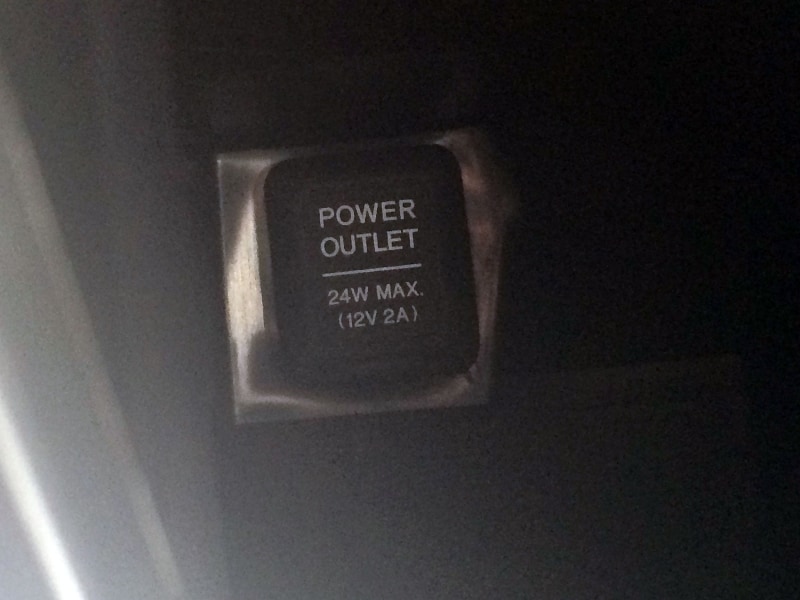 POWER
OUTLET
24W MAX.
(12V 2A)